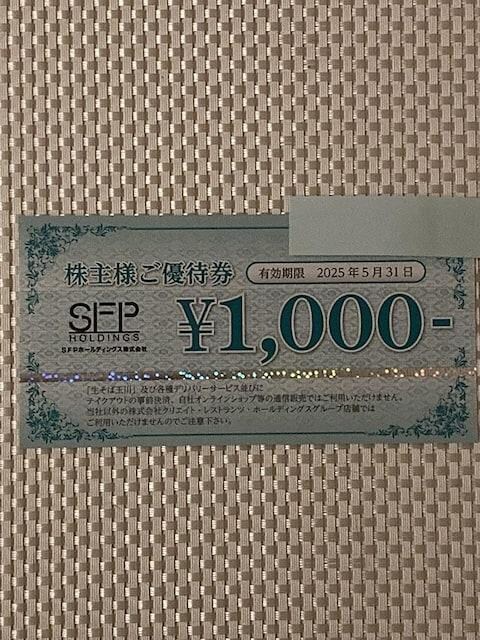 株主様ご優待券
有効期限 2025年5月31日
SFP
HOLDINGS
SFPホールディングス株式会社
¥1,000-
「生そば玉川」及び各種デリバリーサービス並びに
テイクアウトの事前決済、自社オンラインショップ等の通信販売ではご利用いただけません。
当社以外の株式会社クリエイト・レストランツ・ホールディングスグループ店舗では
ご利用いただけませんのでご注意下さい。